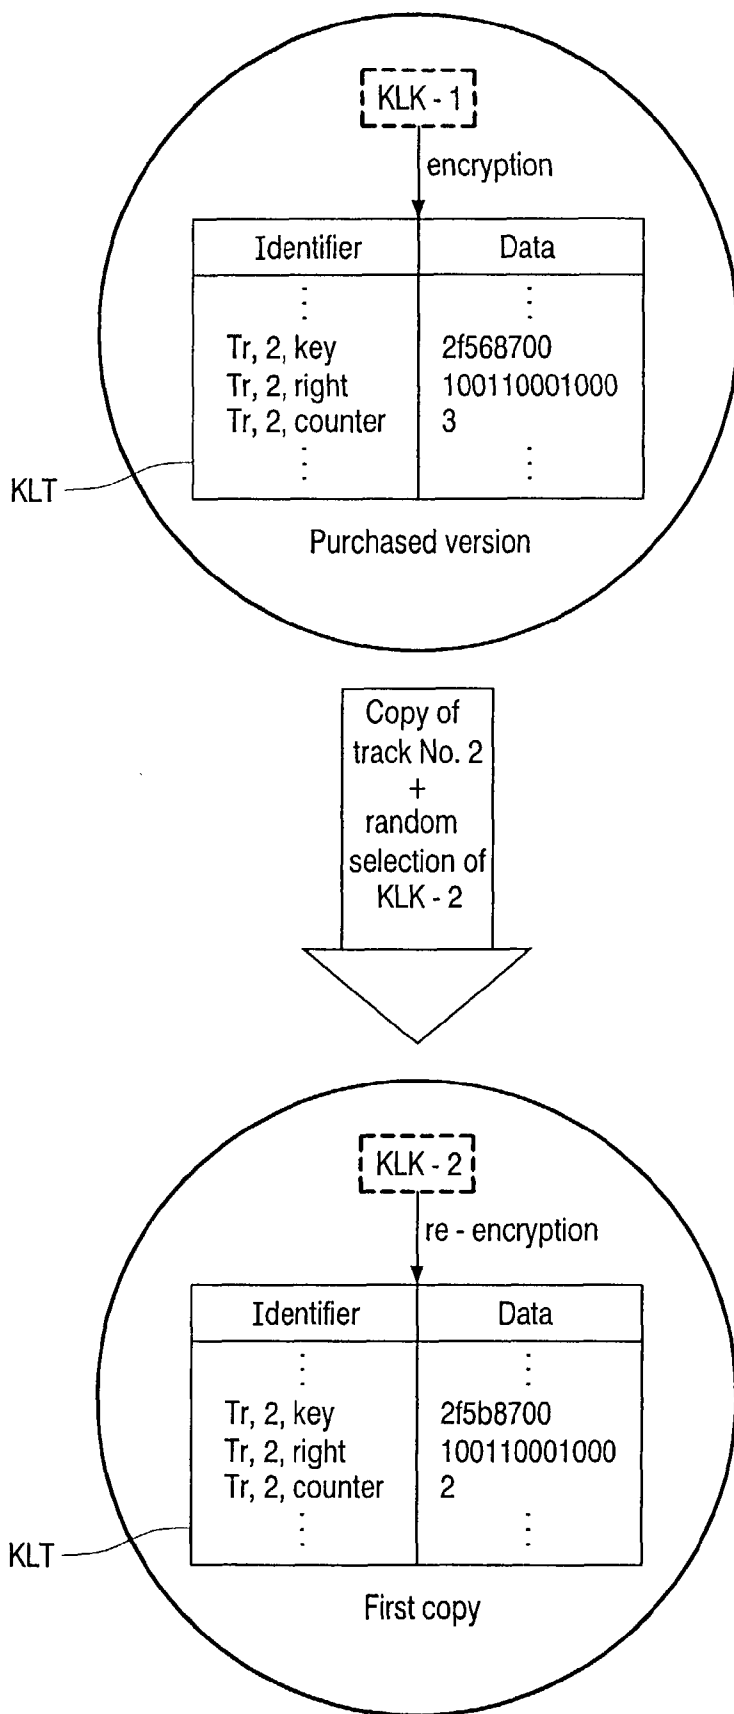 KLK - 1
encryption
Identifier Data
Tr, 2, key 2f568700
Tr, 2, right 100110001000
Tr, 2, counter 3
KLT
Purchased version
Copy of
track No. 2
+
random
selection of
KLK - 2
KLK - 2
re - encryption
Identifier Data
Tr, 2, key 2f5b8700
Tr, 2, right 100110001000
Tr, 2, counter 2
KLT
First copy